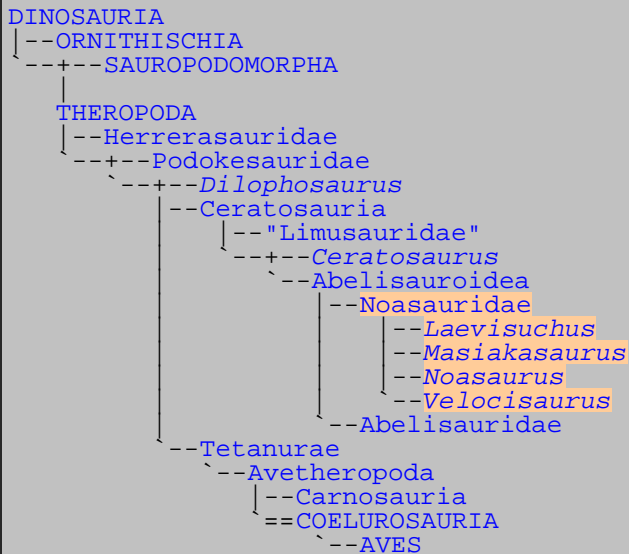 DINOSAURIA
|--ORNITHISCHIA
`--+--SAUROPODOMORPHA
   |
   THEROPODA
   |--Herrerasauridae
   `--+--Podokesauridae
      `--+--Dilophosaurus
         |--Ceratosauria
         |   |--"Limusauridae"
         |   `--+--Ceratosaurus
         |      `--Abelisauroidea
         |         |--Noasauridae
         |         |   |--Laevisuchus
         |         |   |--Masiakasaurus
         |         |   |--Noasaurus
         |         |   `--Velocisaurus
         |         `--Abelisauridae
         `--Tetanurae
            `--Avetheropoda
               |--Carnosauria
               `==COELUROSAURIA
                   `--AVES